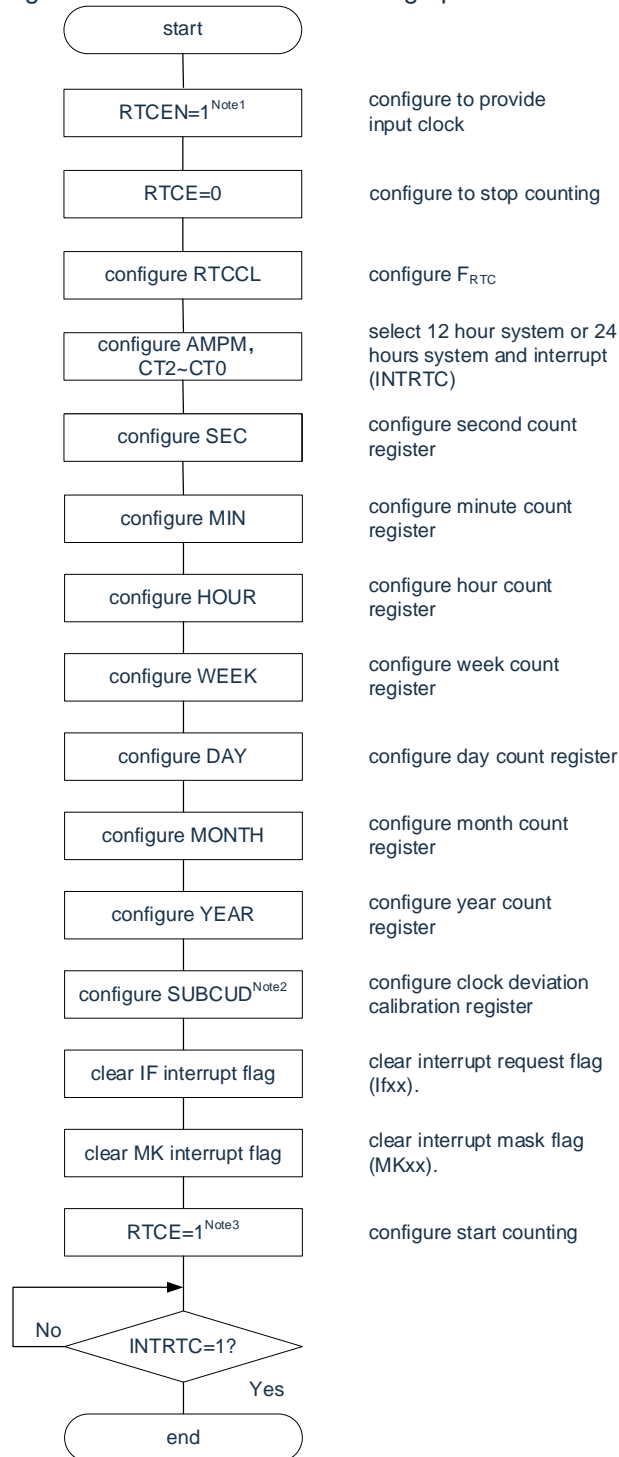 start
RTCEN=1Note1
configure to provide
input clock
RTCE=0
configure to stop counting
configure RTCCL
configure FRTC
configure AMPM,
CT2~CT0
select 12 hour system or 24
hours system and interrupt
(INTRTC)
configure SEC
configure second count
register
configure MIN
configure minute count
register
configure HOUR
configure hour count
register
configure WEEK
configure week count
register
configure DAY
configure day count register
configure MONTH
configure month count
register
configure YEAR
configure year count
register
configure SUBCUDNote2
configure clock deviation
calibration register
clear IF interrupt flag
clear interrupt request flag
(Ifxx).
clear MK interrupt flag
clear interrupt mask flag
(MKxx).
RTCE=1Note3
configure start counting
No
INTRTC=1?
Yes
end